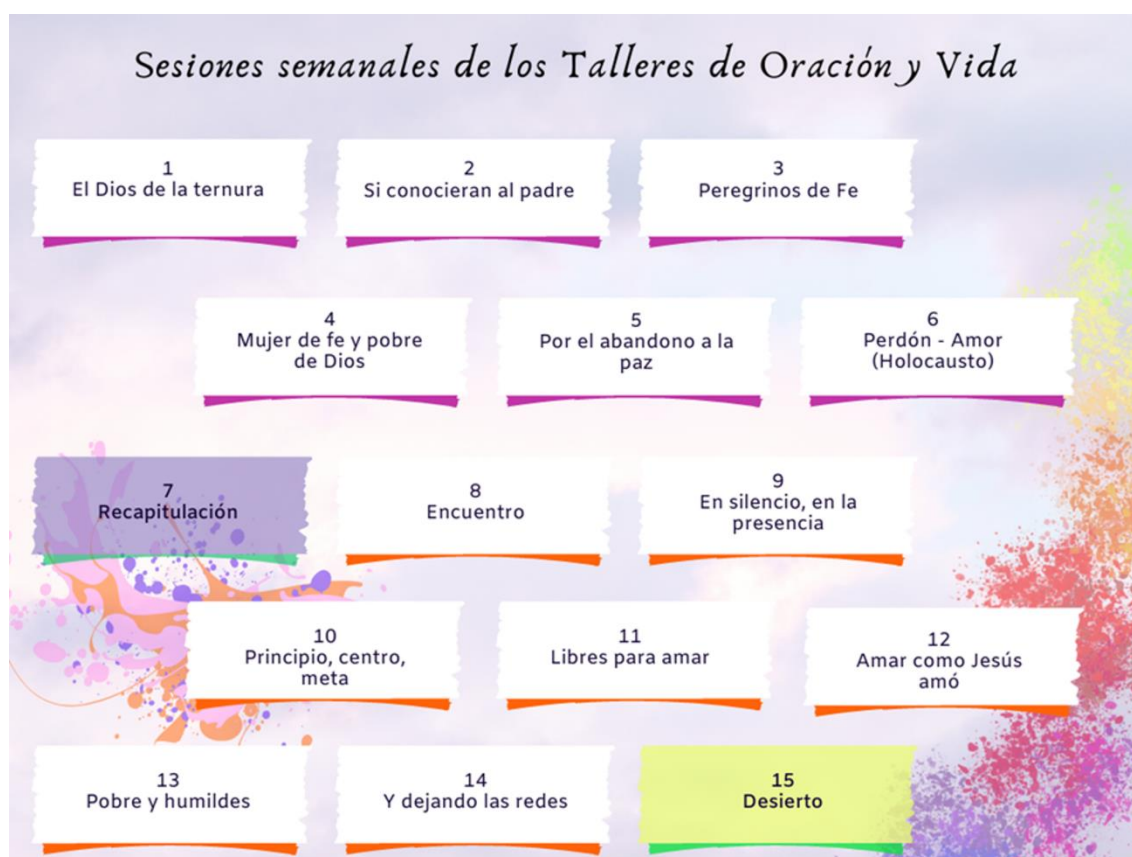 Sesiones semanales de los Talleres de Oración y Vida
1
El Dios de la ternura
2
Si conocieran al padre
3
Peregrinos de Fe
4
Mujer de fe y pobre
de Dios
5
Por el abandono a la
paz
6
Perdón - Amor
(Holocausto)
7
Recapitulación
8
Encuentro
9
En silencio, en la
presencia
10
Principio, centro,
meta
11
Libres para amar
12
Amar como Jesús
amó
13
Pobre y humildes
14
Y dejando las redes
15
Desierto